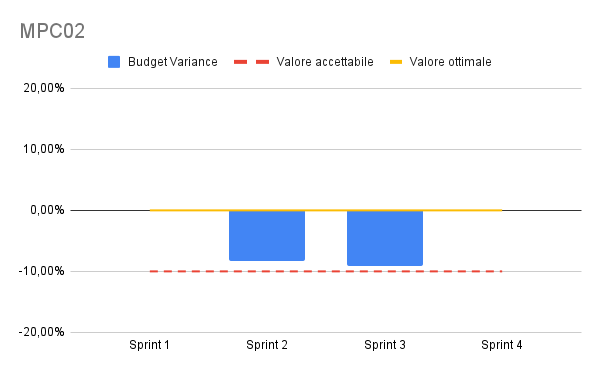 MPC02
Budget Variance Valore accettabile Valore ottimale
20,00%
10,00%
0,00%
-10,00%
-20,00%
Sprint 1 Sprint 2 Sprint 3 Sprint 4